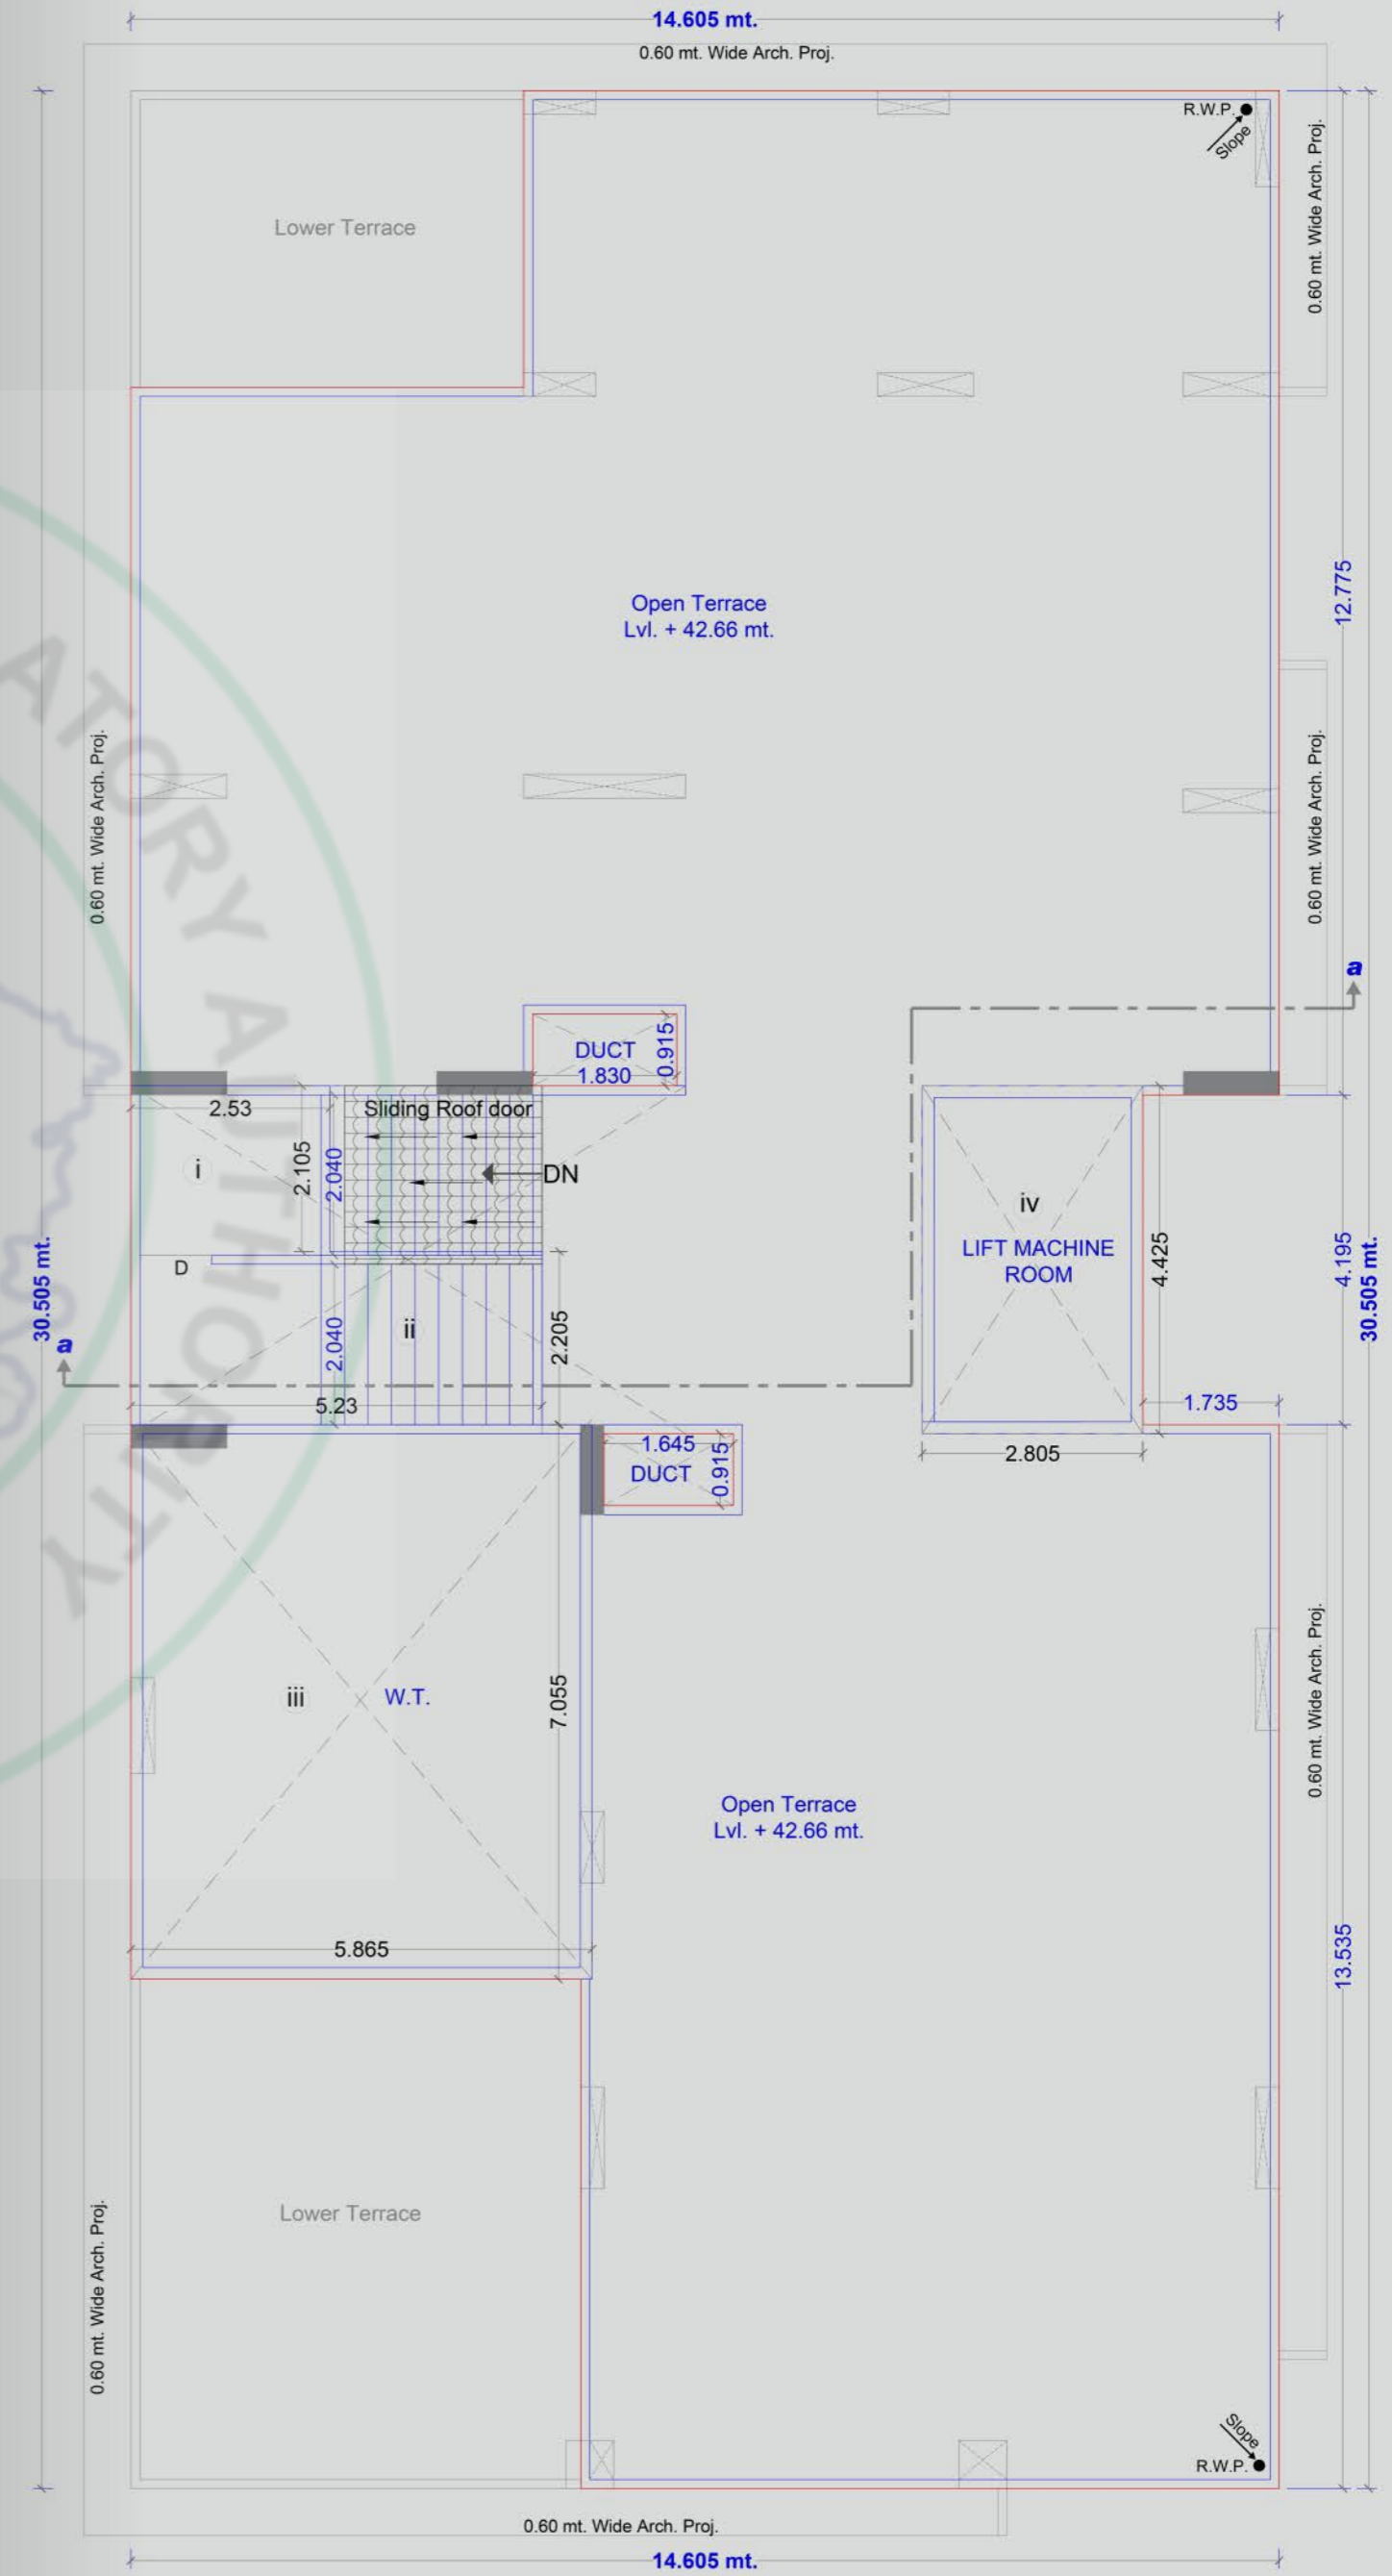 14.605 mt.
0.60 mt. Wide Arch. Proj.
R.W.P.
Slope
0.60 mt. Wide Arch. Proj.
Lower Terrace
12.775
Open Terrace
Lvl. + 42.66 mt.
0.60 mt. Wide Arch. Proj.
0.60 mt. Wide Arch. Proj.
ATORY AUTHORITY
a
DUCT
0.915
1.830
2.53
Sliding Roof door
i
2.105
2.040
DN
iv
LIFT MACHINE
ROOM
4.425
4.195
30.505 mt.
30.505 mt.
D
ii
2.040
2.205
a
5.23
1.735
1.645
DUCT
0.915
2.805
iii
W.T.
7.055
0.60 mt. Wide Arch. Proj.
Open Terrace
Lvl. + 42.66 mt.
5.865
13.535
Lower Terrace
0.60 mt. Wide Arch. Proj.
Slope
R.W.P.
0.60 mt. Wide Arch. Proj.
14.605 mt.